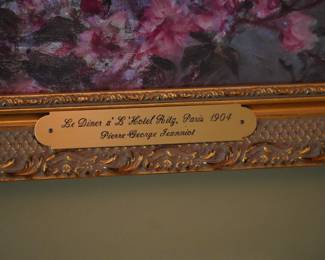 Le Diner a' L'Hotel Ritz, Paris 1904
Pierre George Jeanniot